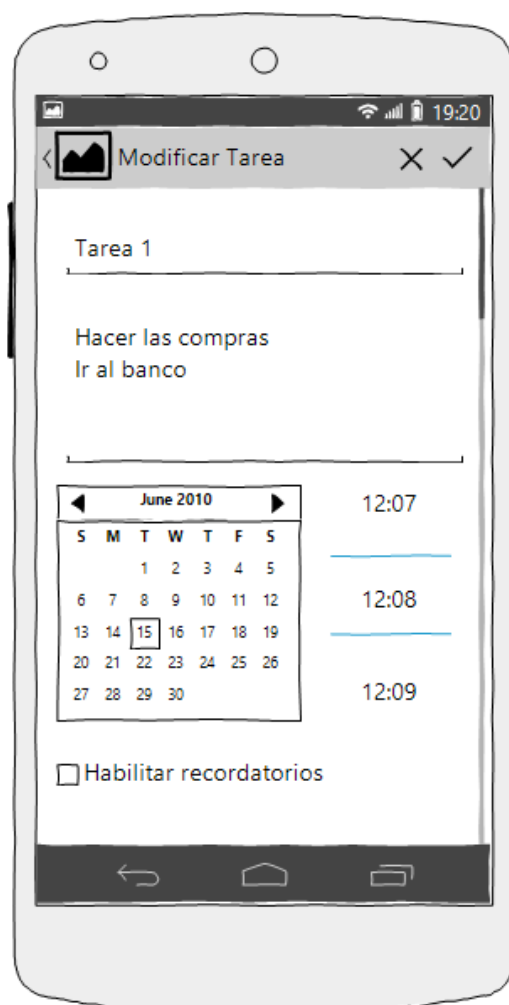 19:20
Modificar Tarea
Tarea 1
Hacer las compras
Ir al banco
June 2010
S M T W T F S
1 2 3 4 5
6 7 8 9 10 11 12
13 14 15 16 17 18 19
20 21 22 23 24 25 26
27 28 29 30
12:07
12:08
12:09
Habilitar recordatorios